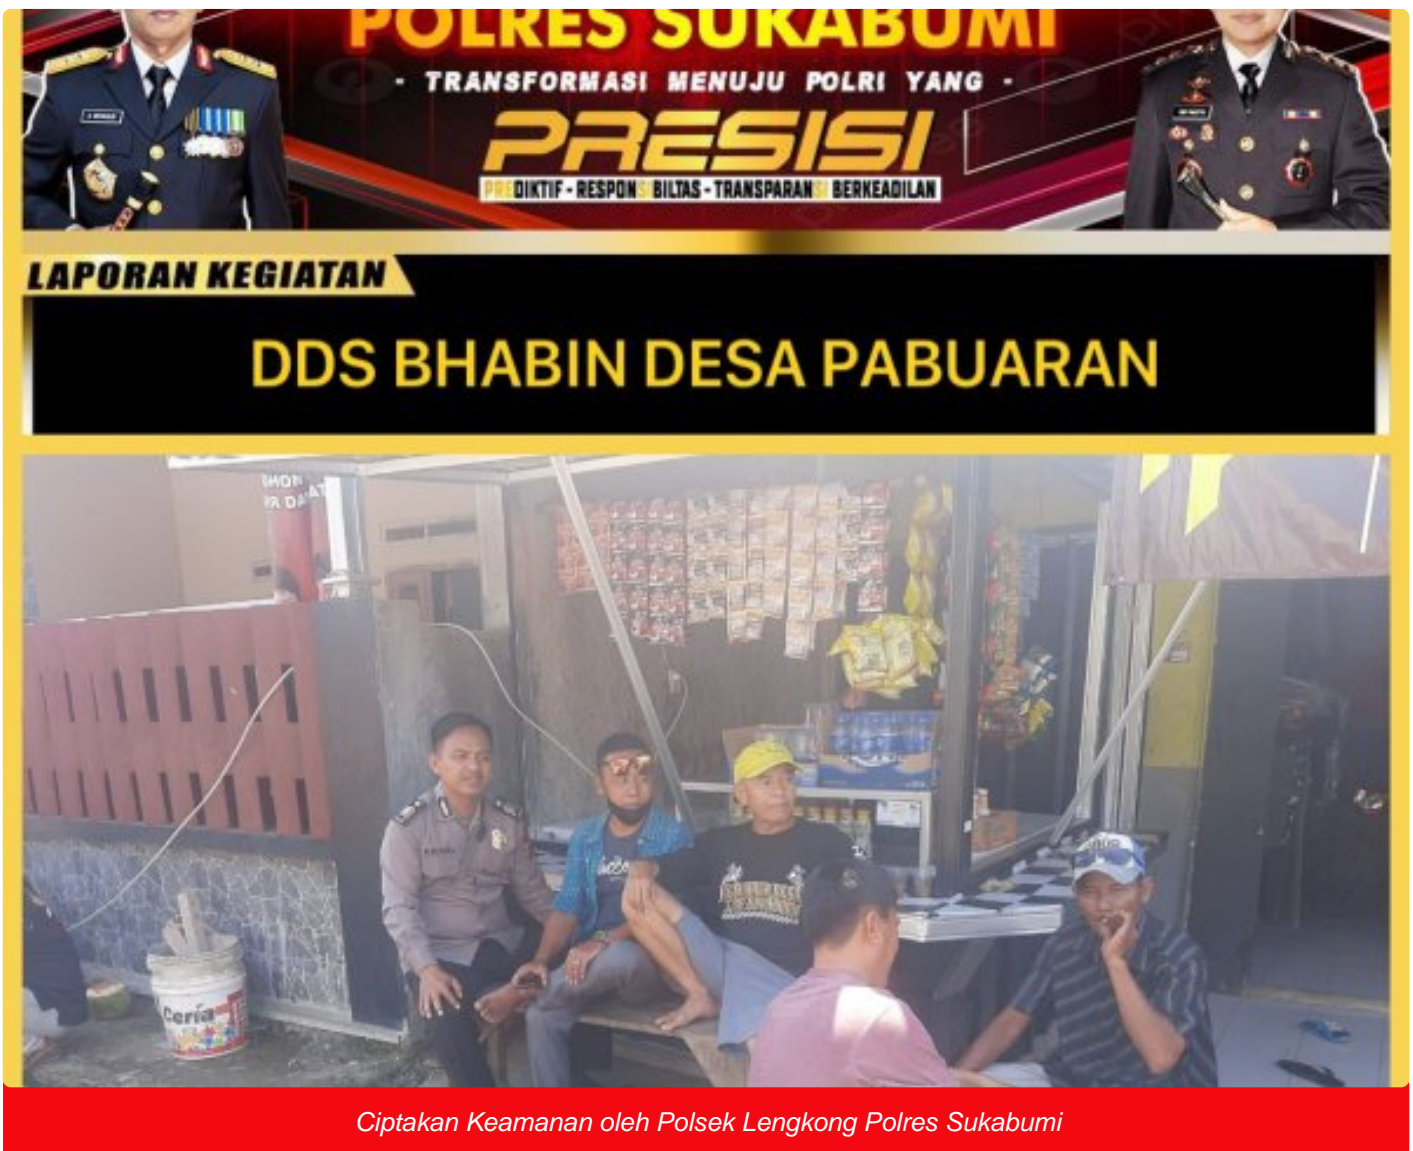 POLRES SUKABUMI
- TRANSFORMASI MENUJU POLRI YANG -
PRESISI
PREDIKTIF - RESPONSIBILTAS - TRANSPARANSI BERKEADILAN
LAPORAN KEGIATAN
DDS BHABIN DESA PABUARAN
Ceria
Ciptakan Keamanan oleh Polsek Lengkong Polres Sukabumi